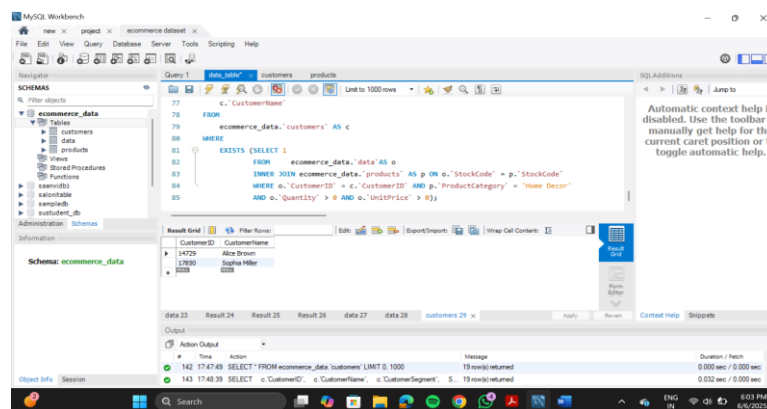 MySQL Workbench
new × project × ecommerce dataset ×
File Edit View Query Database Server Tools Scripting Help
Navigator
SCHEMAS
Filter objects
ecommerce_data
Tables
customers
data
products
Views
Stored Procedures
Functions
saanvidb1
salonitable
sampledb
sustudent_db
Administration Schemas
Information
Schema: ecommerce_data
Object Info Session
Query 1 data_table* × customers products
Limit to 1000 rows
77 c.`CustomerName`
78 FROM
79 ecommerce_data.`customers` AS c
80 WHERE
81 EXISTS (SELECT 1
82 FROM ecommerce_data.`data`AS o
83 INNER JOIN ecommerce_data.`products` AS p ON o.`StockCode` = p.`StockCode`
84 WHERE o.`CustomerID` = c.`CustomerID` AND p.`ProductCategory` = 'Home Decor'
85 AND o.`Quantity` > 0 AND o.`UnitPrice` > 0);
Result Grid Filter Rows: Edit: Export/Import: Wrap Cell Content:
CustomerID CustomerName
14729 Alice Brown
17850 Sophia Miller
NULL NULL
Result Grid
Form Editor
data 23 Result 24 Result 25 Result 26 data 27 data 28 customers 29 × Apply Revert
Output
Action Output
# Time Action Message Duration / Fetch
142 17:47:49 SELECT * FROM ecommerce_data.`customers` LIMIT 0, 1000 19 row(s) returned 0.000 sec / 0.000 sec
143 17:48:39 SELECT c.`CustomerID`, c.`CustomerName`, c.`CustomerSegment`, S... 19 row(s) returned 0.032 sec / 0.000 sec
SQLAdditions
Jump to
Automatic context help i
disabled. Use the toolbar
manually get help for th
current caret position or
toggle automatic help.
Context Help Snippets
Search
ENG
IN
6:03 PM
6/6/2025